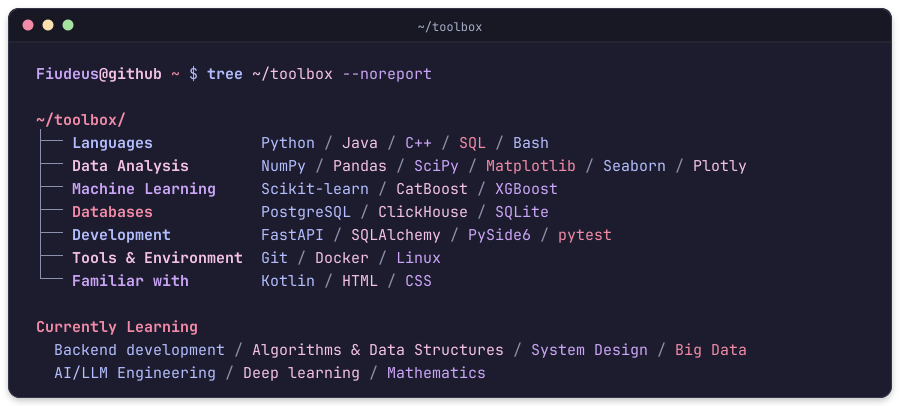 ~/toolbox
Fiudeus@github ~ $ tree ~/toolbox --noreport
~/toolbox/
├── Languages Python / Java / C++ / SQL / Bash
├── Data Analysis NumPy / Pandas / SciPy / Matplotlib / Seaborn / Plotly
├── Machine Learning Scikit-learn / CatBoost / XGBoost
├── Databases PostgreSQL / ClickHouse / SQLite
├── Development FastAPI / SQLAlchemy / PySide6 / pytest
├── Tools & Environment Git / Docker / Linux
└── Familiar with Kotlin / HTML / CSS
Currently Learning
Backend development / Algorithms & Data Structures / System Design / Big Data
AI/LLM Engineering / Deep learning / Mathematics